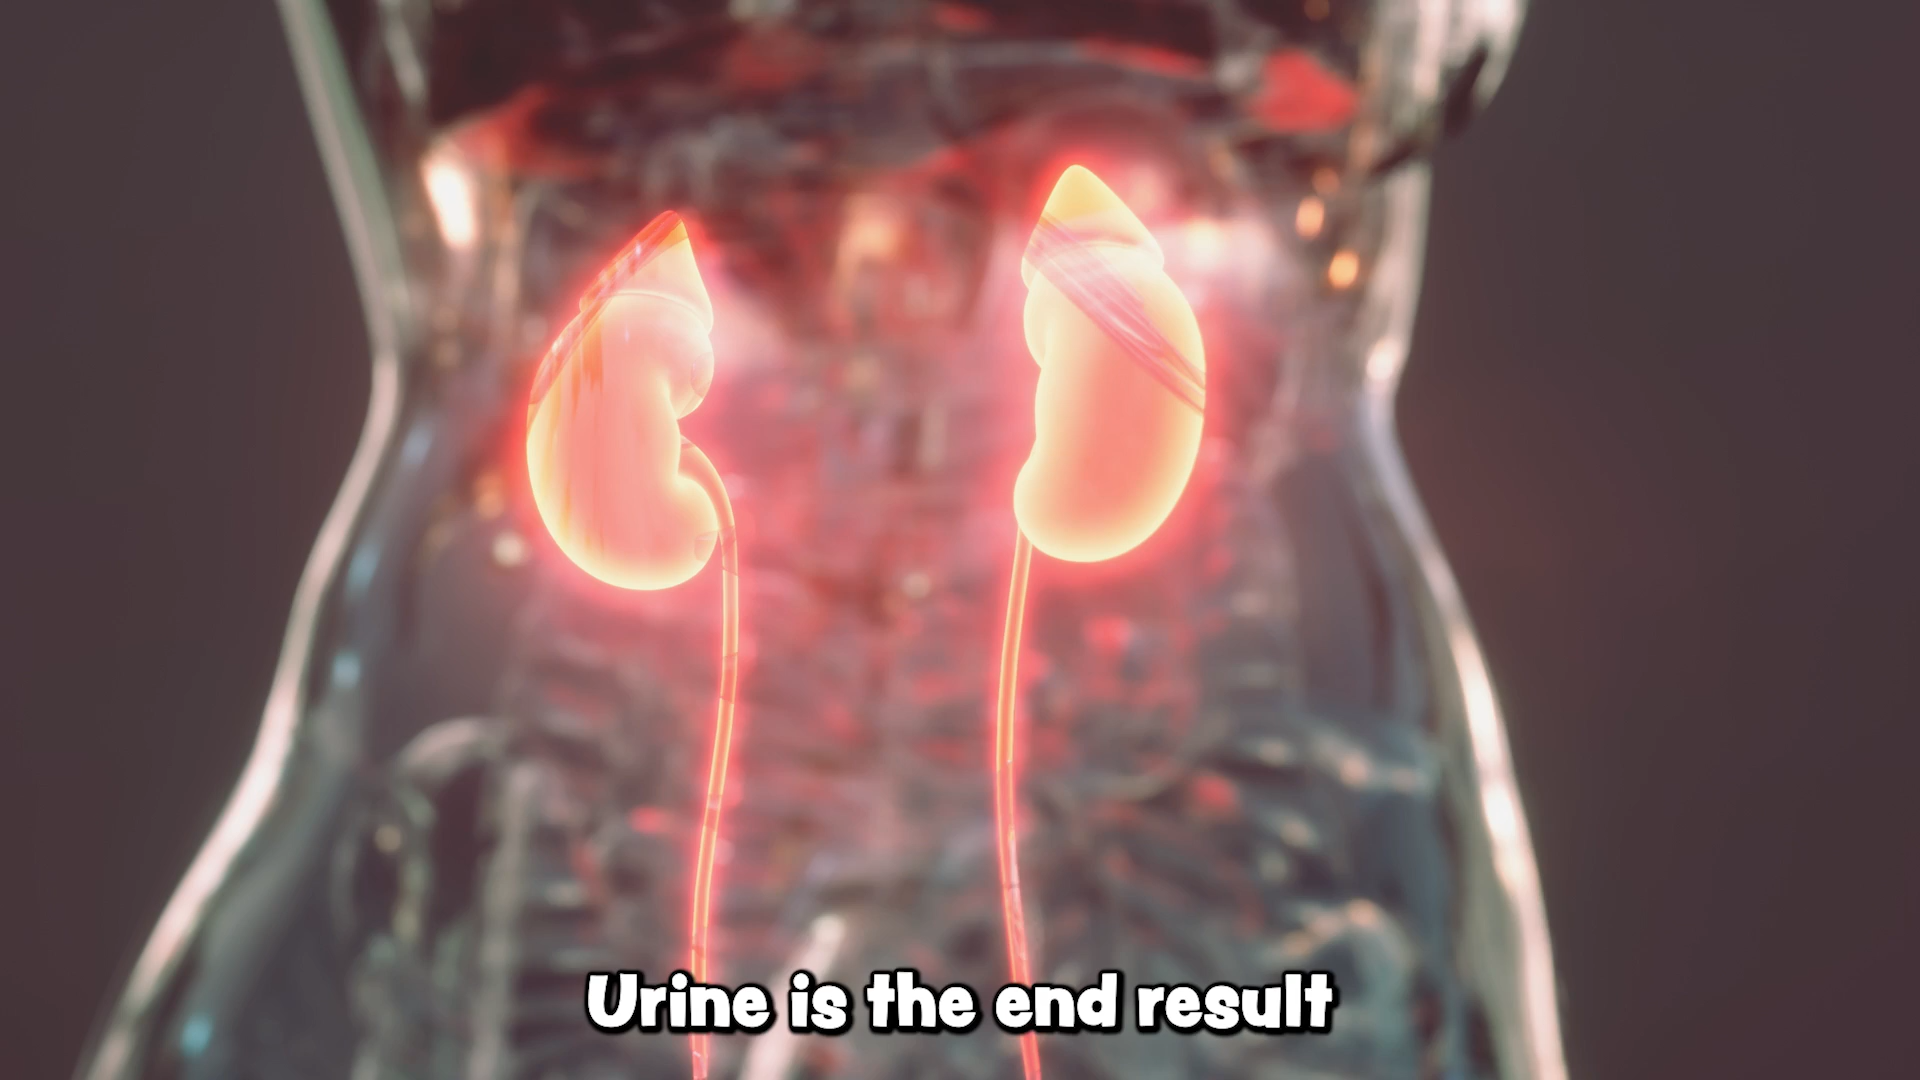 Urine is the end result